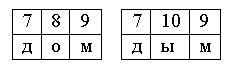 7 8 9 7 10 9
д о м д ы м